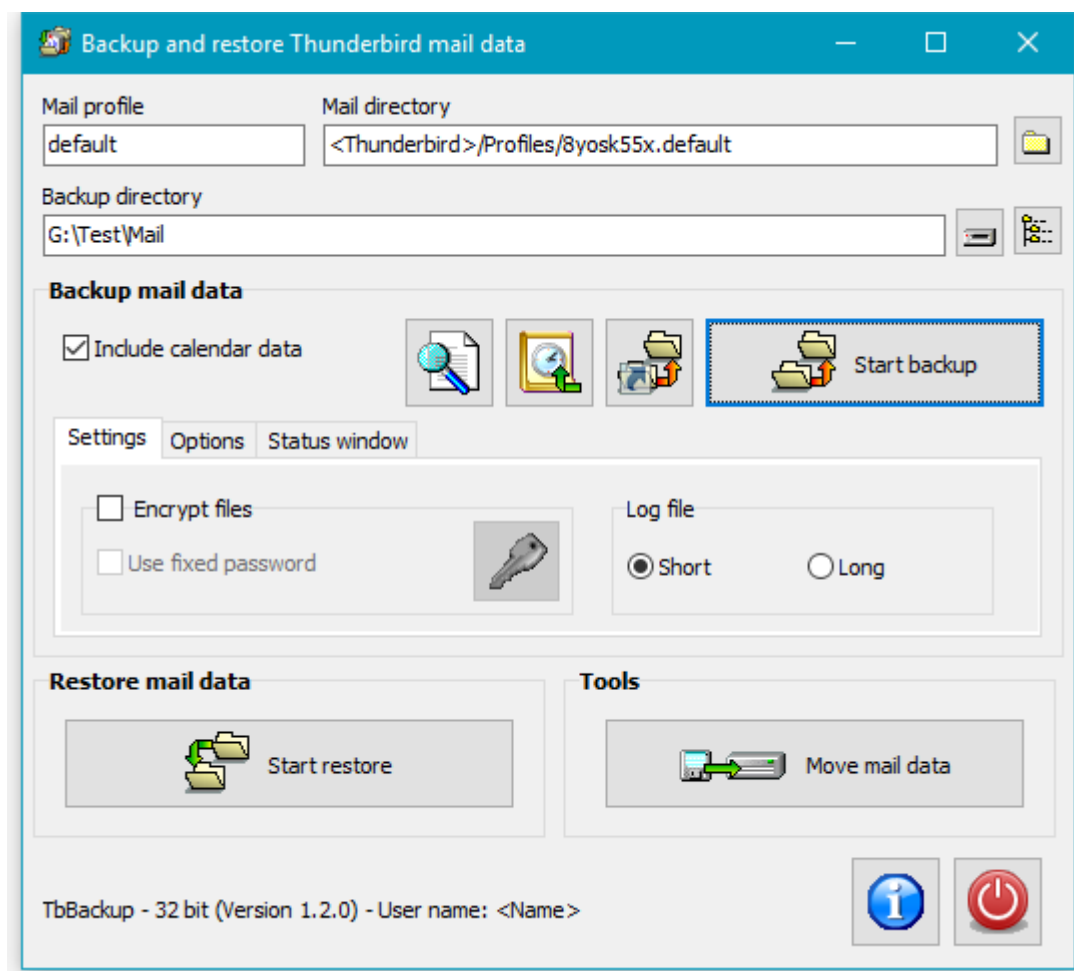 Backup and restore Thunderbird mail data
Mail profile
Mail directory
default
<Thunderbird>/Profiles/8yosk55x.default
Backup directory
G:\Test\Mail
Backup mail data
Include calendar data
Start backup
Settings
Options
Status window
Encrypt files
Log file
Use fixed password
Short
Long
Restore mail data
Tools
Start restore
Move mail data
TbBackup - 32 bit (Version 1.2.0) - User name: <Name>